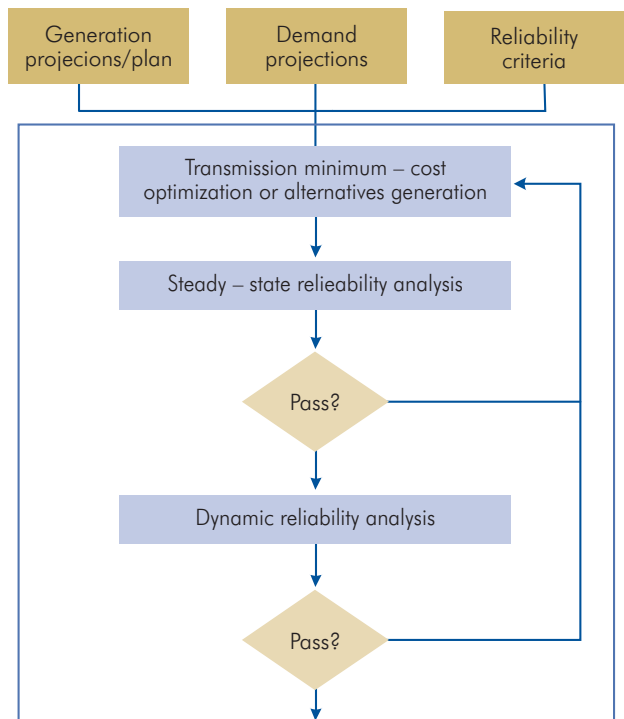 Generation
projecions/plan
Demand
projections
Reliability
criteria
Transmission minimum – cost
optimization or alternatives generation
Steady – state relieability analysis
Pass?
Dynamic reliability analysis
Pass?